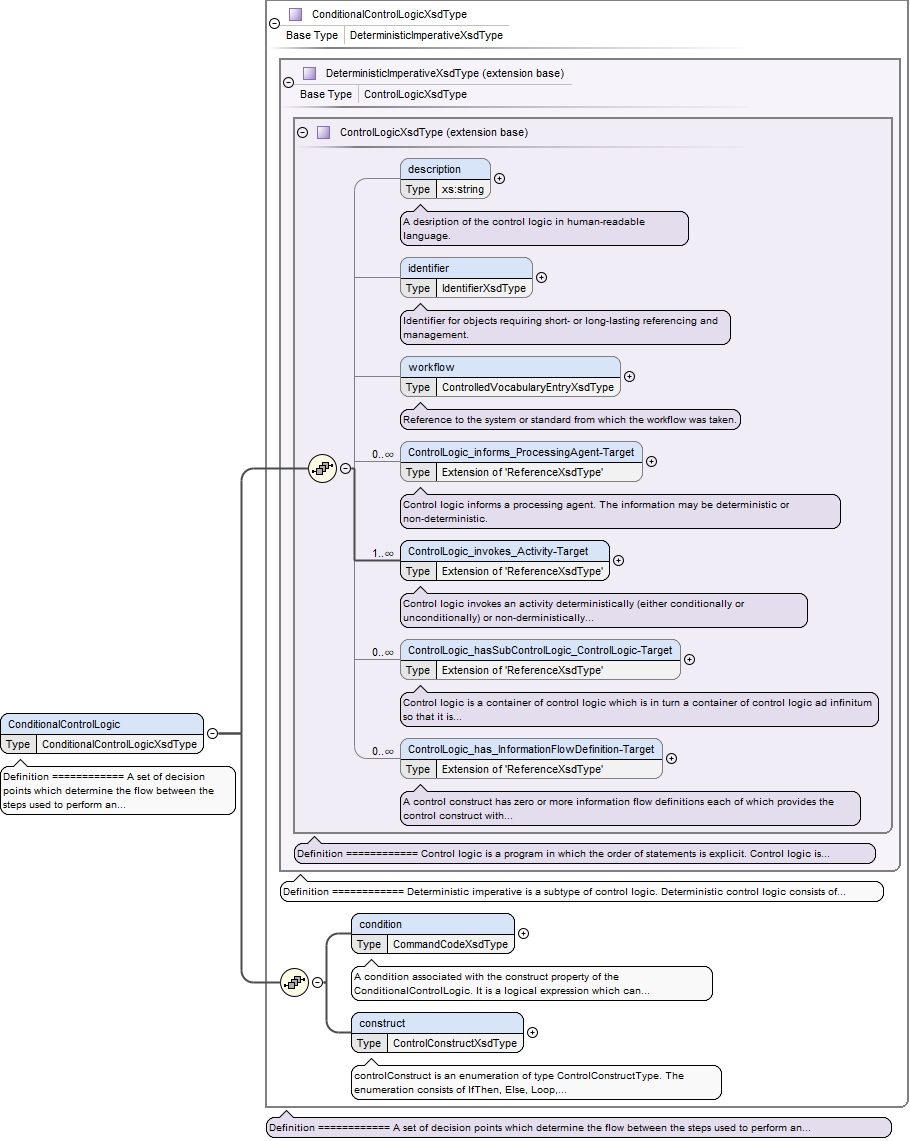 ConditionalControlLogicXsdType
Base Type DeterministicImperativeXsdType
DeterministicImperativeXsdType (extension base)
Base Type ControlLogicXsdType
ControlLogicXsdType (extension base)
description
Type xs:string
A desription of the control logic in human-readable
language.
identifier
Type IdentifierXsdType
Identifier for objects requiring short- or long-lasting referencing and
management.
workflow
Type ControlledVocabularyEntryXsdType
Reference to the system or standard from which the workflow was taken.
0..∞ ControlLogic_informs_ProcessingAgent-Target
Type Extension of 'ReferenceXsdType'
Control logic informs a processing agent. The information may be deterministic or
non-deterministic.
1..∞ ControlLogic_invokes_Activity-Target
Type Extension of 'ReferenceXsdType'
Control logic invokes an activity deterministically (either conditionally or
unconditionally) or non-derministically...
0..∞ ControlLogic_hasSubControlLogic_ControlLogic-Target
Type Extension of 'ReferenceXsdType'
Control logic is a container of control logic which is in turn a container of control logic ad infinitum
so that it is...
ConditionalControlLogic
Type ConditionalControlLogicXsdType
Definition ============ A set of decision
points which determine the flow between the
steps used to perform an...
0..∞ ControlLogic_has_InformationFlowDefinition-Target
Type Extension of 'ReferenceXsdType'
A control construct has zero or more information flow definitions each of which provides the
control construct with...
Definition ============ Control logic is a program in which the order of statements is explicit. Control logic is...
Definition ============ Deterministic imperative is a subtype of control logic. Deterministic control logic consists of...
condition
Type CommandCodeXsdType
A condition associated with the construct property of the
ConditionalControlLogic. It is a logical expression which can...
construct
Type ControlConstructXsdType
controlConstruct is an enumeration of type ControlConstructType. The
enumeration consists of IfThen, Else, Loop,...
Definition ============ A set of decision points which determine the flow between the steps used to perform an...